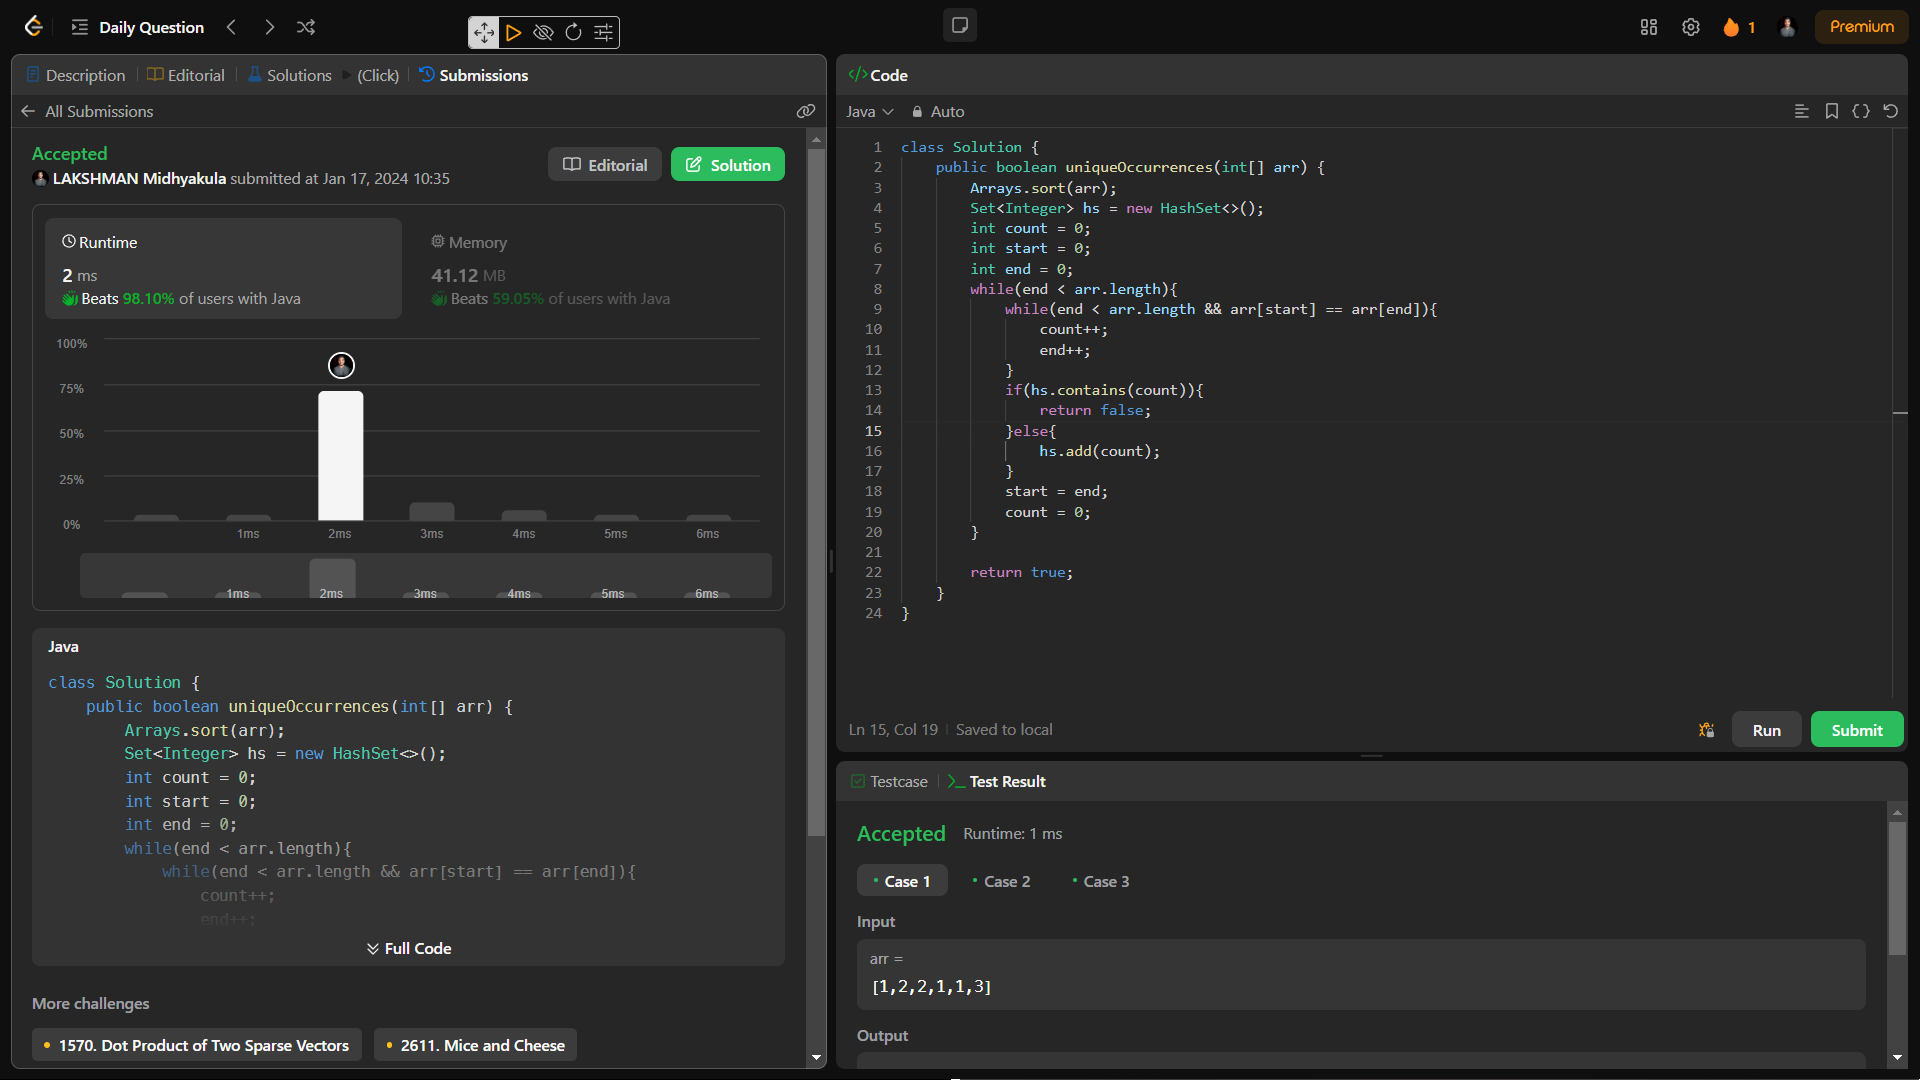 Daily Question
1
Premium
Description
Editorial
Solutions
(Click)
Submissions
All Submissions
Accepted
LAKSHMAN Midhyakula submitted at Jan 17, 2024 10:35
Editorial
Solution
Runtime
2 ms
Beats 98.10% of users with Java
Memory
41.12 MB
Beats 59.05% of users with Java
100%
75%
50%
25%
0%
1ms 2ms 3ms 4ms 5ms 6ms
1ms 2ms 3ms 4ms 5ms 6ms
Java
class Solution {
public boolean uniqueOccurrences(int[] arr) {
Arrays.sort(arr);
Set<Integer> hs = new HashSet<>();
int count = 0;
int start = 0;
int end = 0;
while(end < arr.length){
while(end < arr.length && arr[start] == arr[end]){
count++;
end++;
Full Code
More challenges
1570. Dot Product of Two Sparse Vectors
2611. Mice and Cheese
</>Code
Java
Auto
1 class Solution {
2 public boolean uniqueOccurrences(int[] arr) {
3 Arrays.sort(arr);
4 Set<Integer> hs = new HashSet<>();
5 int count = 0;
6 int start = 0;
7 int end = 0;
8 while(end < arr.length){
9 while(end < arr.length && arr[start] == arr[end]){
10 count++;
11 end++;
12 }
13 if(hs.contains(count)){
14 return false;
15 }else{
16 hs.add(count);
17 }
18 start = end;
19 count = 0;
20 }
21
22 return true;
23 }
24 }
Ln 15, Col 19
Saved to local
Run
Submit
Testcase
Test Result
Accepted
Runtime: 1 ms
Case 1
Case 2
Case 3
Input
arr =
[1,2,2,1,1,3]
Output